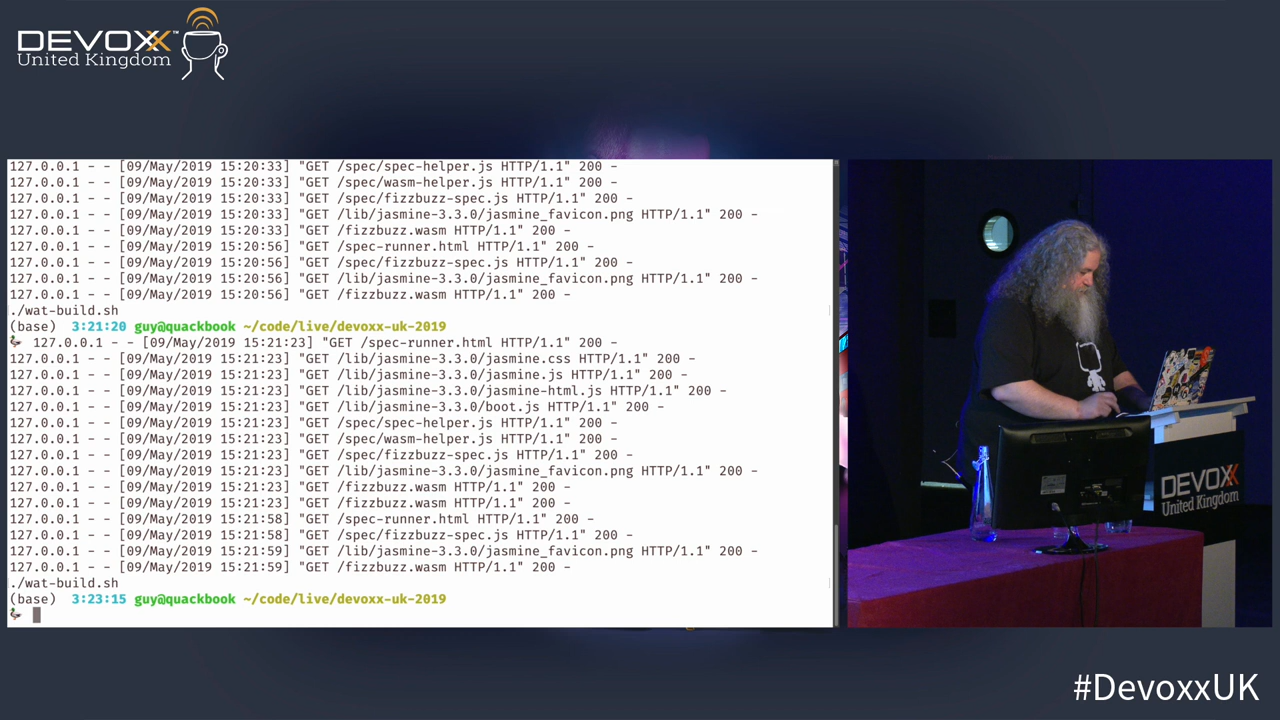 DEVOXX™
United Kingdom
127.0.0.1 - - [09/May/2019 15:20:33] "GET /spec/spec-helper.js HTTP/1.1" 200 -
127.0.0.1 - - [09/May/2019 15:20:33] "GET /spec/wasm-helper.js HTTP/1.1" 200 -
127.0.0.1 - - [09/May/2019 15:20:33] "GET /spec/fizzbuzz-spec.js HTTP/1.1" 200 -
127.0.0.1 - - [09/May/2019 15:20:33] "GET /lib/jasmine-3.3.0/jasmine_favicon.png HTTP/1.1" 200 -
127.0.0.1 - - [09/May/2019 15:20:33] "GET /fizzbuzz.wasm HTTP/1.1" 200 -
127.0.0.1 - - [09/May/2019 15:20:56] "GET /spec-runner.html HTTP/1.1" 200 -
127.0.0.1 - - [09/May/2019 15:20:56] "GET /spec/fizzbuzz-spec.js HTTP/1.1" 200 -
127.0.0.1 - - [09/May/2019 15:20:56] "GET /lib/jasmine-3.3.0/jasmine_favicon.png HTTP/1.1" 200 -
127.0.0.1 - - [09/May/2019 15:20:56] "GET /fizzbuzz.wasm HTTP/1.1" 200 -
./wat-build.sh
(base) 3:21:20 guy@quackbook ~/code/live/devoxx-uk-2019
127.0.0.1 - - [09/May/2019 15:21:23] "GET /spec-runner.html HTTP/1.1" 200 -
127.0.0.1 - - [09/May/2019 15:21:23] "GET /lib/jasmine-3.3.0/jasmine.css HTTP/1.1" 200 -
127.0.0.1 - - [09/May/2019 15:21:23] "GET /lib/jasmine-3.3.0/jasmine.js HTTP/1.1" 200 -
127.0.0.1 - - [09/May/2019 15:21:23] "GET /lib/jasmine-3.3.0/jasmine-html.js HTTP/1.1" 200 -
127.0.0.1 - - [09/May/2019 15:21:23] "GET /lib/jasmine-3.3.0/boot.js HTTP/1.1" 200 -
127.0.0.1 - - [09/May/2019 15:21:23] "GET /spec/spec-helper.js HTTP/1.1" 200 -
127.0.0.1 - - [09/May/2019 15:21:23] "GET /spec/wasm-helper.js HTTP/1.1" 200 -
127.0.0.1 - - [09/May/2019 15:21:23] "GET /spec/fizzbuzz-spec.js HTTP/1.1" 200 -
127.0.0.1 - - [09/May/2019 15:21:23] "GET /lib/jasmine-3.3.0/jasmine_favicon.png HTTP/1.1" 200 -
127.0.0.1 - - [09/May/2019 15:21:23] "GET /fizzbuzz.wasm HTTP/1.1" 200 -
127.0.0.1 - - [09/May/2019 15:21:23] "GET /fizzbuzz.wasm HTTP/1.1" 200 -
127.0.0.1 - - [09/May/2019 15:21:58] "GET /spec-runner.html HTTP/1.1" 200 -
127.0.0.1 - - [09/May/2019 15:21:58] "GET /spec/fizzbuzz-spec.js HTTP/1.1" 200 -
127.0.0.1 - - [09/May/2019 15:21:59] "GET /lib/jasmine-3.3.0/jasmine_favicon.png HTTP/1.1" 200 -
127.0.0.1 - - [09/May/2019 15:21:59] "GET /fizzbuzz.wasm HTTP/1.1" 200 -
./wat-build.sh
(base) 3:23:15 guy@quackbook ~/code/live/devoxx-uk-2019
DEVOXX
United Kingdom
#DevoxxUK